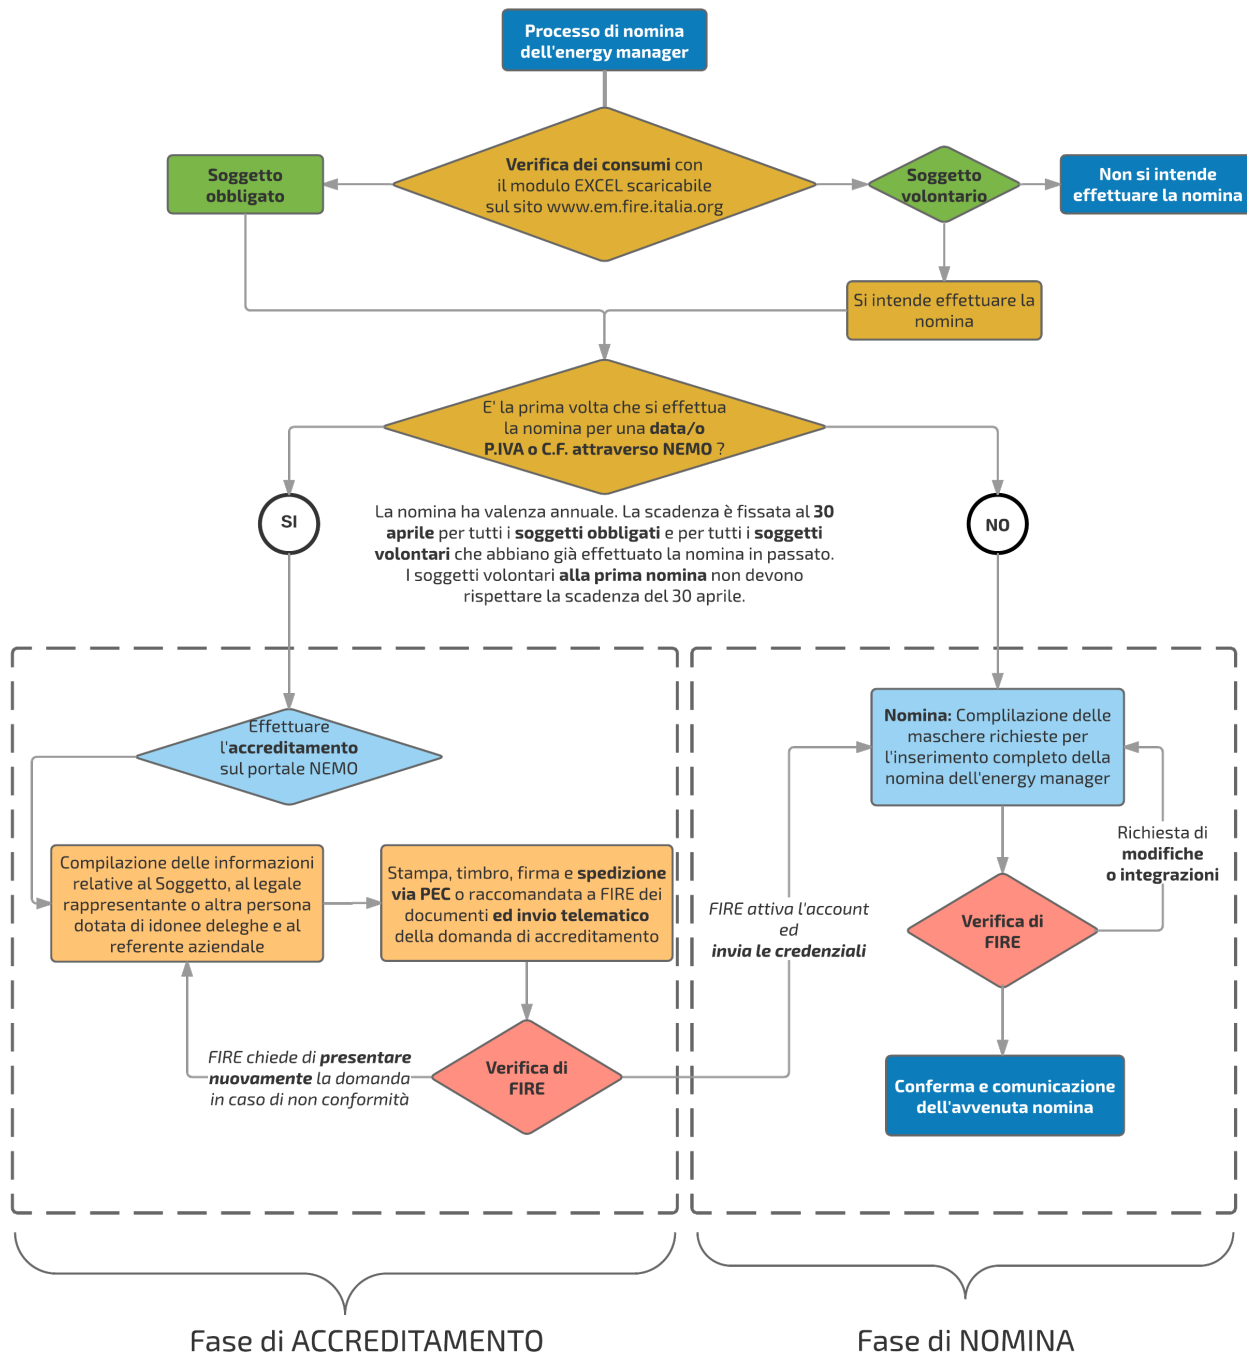 Processo di nomina
dell'energy manager
Verifica dei consumi con
il modulo EXCEL scaricabile
sul sito www.em.fire.italia.org
Soggetto
obbligato
Soggetto
volontario
Non si intende
effettuare la nomina
Si intende effettuare la
nomina
E' la prima volta che si effettua
la nomina per una data/o
P.IVA o C.F. attraverso NEMO ?
SI
NO
La nomina ha valenza annuale. La scadenza è fissata al 30
aprile per tutti i soggetti obbligati e per tutti i soggetti
volontari che abbiano già effettuato la nomina in passato.
I soggetti volontari alla prima nomina non devono
rispettare la scadenza del 30 aprile.
Effettuare
l'accreditamento
sul portale NEMO
Compilazione delle informazioni
relative al Soggetto, al legale
rappresentante o altra persona
dotata di idonee deleghe e al
referente aziendale
Stampa, timbro, firma e spedizione
via PEC o raccomandata a FIRE dei
documenti ed invio telematico
della domanda di accreditamento
FIRE chiede di presentare
nuovamente la domanda
in caso di non conformità
Verifica di
FIRE
FIRE attiva l'account
ed
invia le credenziali
Nomina: Complilazione delle
maschere richieste per
l'inserimento completo della
nomina dell'energy manager
Richiesta di
modifiche
o integrazioni
Verifica di
FIRE
Conferma e comunicazione
dell'avvenuta nomina
Fase di ACCREDITAMENTO
Fase di NOMINA